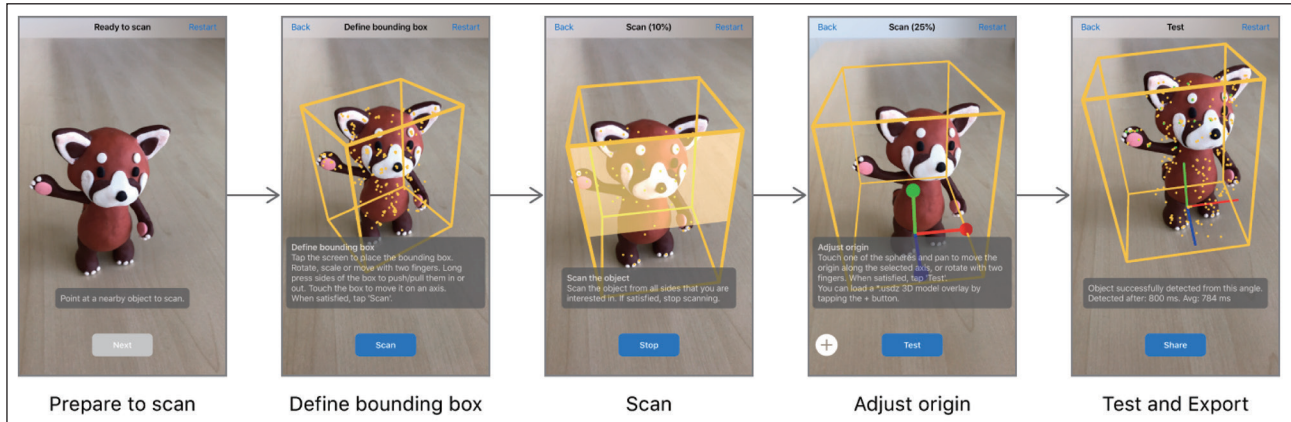 Ready to scan
Restart
Point at a nearby object to scan.
Next
Prepare to scan
Back
Define bounding box
Restart
Define bounding box
Tap the screen to place the bounding box.
Rotate, scale or move with two fingers. Long
press sides of the box to push/pull them in or
out. Touch the box to move it on an axis.
When satisfied, tap 'Scan'.
Scan
Define bounding box
Back
Scan (10%)
Restart
Scan the object
Scan the object from all sides that you are
interested in. If satisfied, stop scanning.
Stop
Scan
Back
Scan (25%)
Restart
Adjust origin
Touch one of the spheres and pan to move the
origin along the selected axis, or rotate with two
fingers. When satisfied, tap 'Test'.
You can load a *.usdz 3D model overlay by
tapping the + button.
+
Test
Adjust origin
Back
Test
Restart
Object successfully detected from this angle.
Detected after: 800 ms. Avg: 784 ms
Share
Test and Export